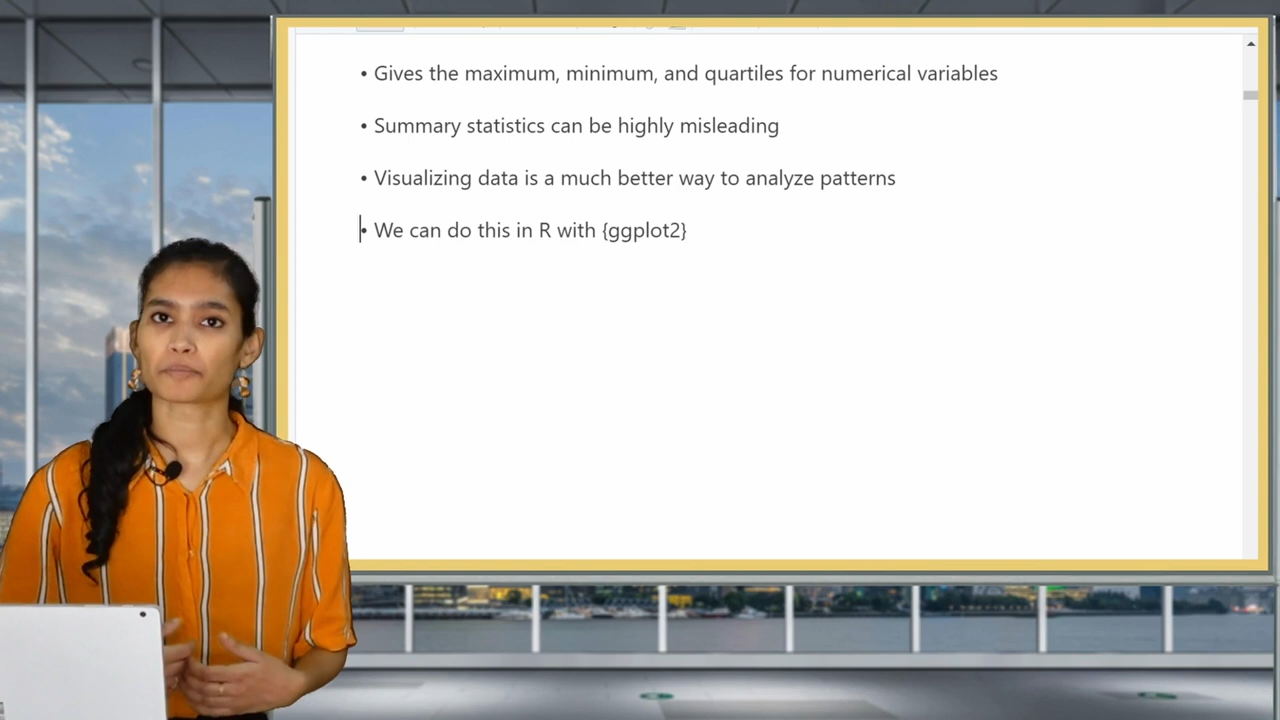 • Gives the maximum, minimum, and quartiles for numerical variables
• Summary statistics can be highly misleading
• Visualizing data is a much better way to analyze patterns
• We can do this in R with {ggplot2}